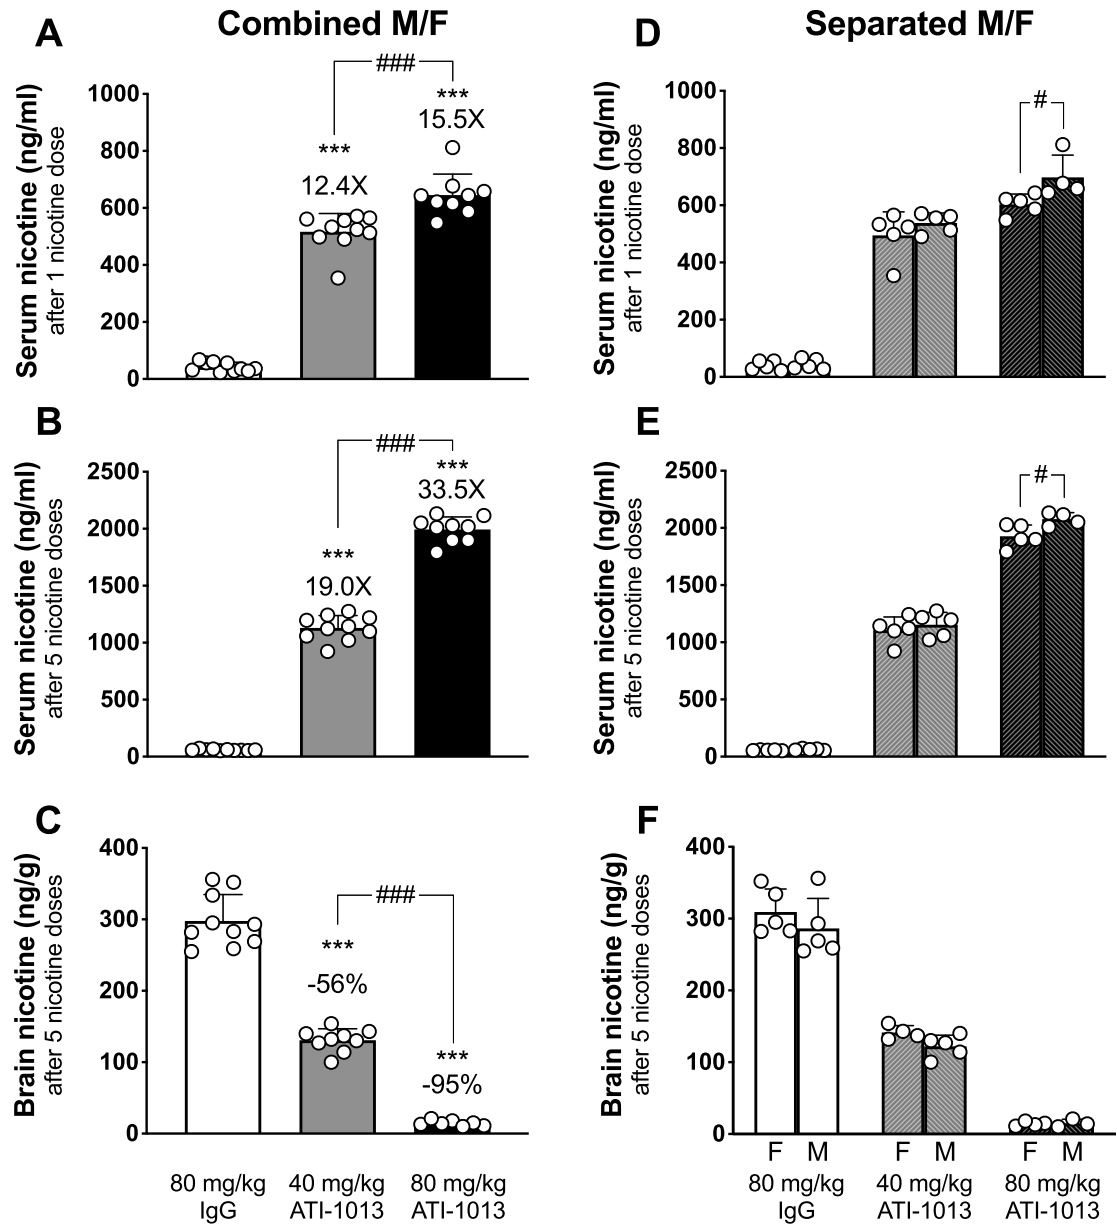 Combined M/F
Separated M/F
A
Serum nicotine (ng/ml)
after 1 nicotine dose
1000
800
600
400
200
0
###
***
12.4X
***
15.5X
D
Serum nicotine (ng/ml)
after 1 nicotine dose
1000
800
600
400
200
0
#
B
Serum nicotine (ng/ml)
after 5 nicotine doses
2500
2000
1500
1000
500
0
###
***
19.0X
***
33.5X
E
Serum nicotine (ng/ml)
after 5 nicotine doses
2500
2000
1500
1000
500
0
#
C
Brain nicotine (ng/g)
after 5 nicotine doses
400
300
200
100
0
###
***
-56%
***
-95%
80 mg/kg
IgG
40 mg/kg
ATI-1013
80 mg/kg
ATI-1013
F
Brain nicotine (ng/g)
after 5 nicotine doses
400
300
200
100
0
F M
F M
F M
80 mg/kg
IgG
40 mg/kg
ATI-1013
80 mg/kg
ATI-1013